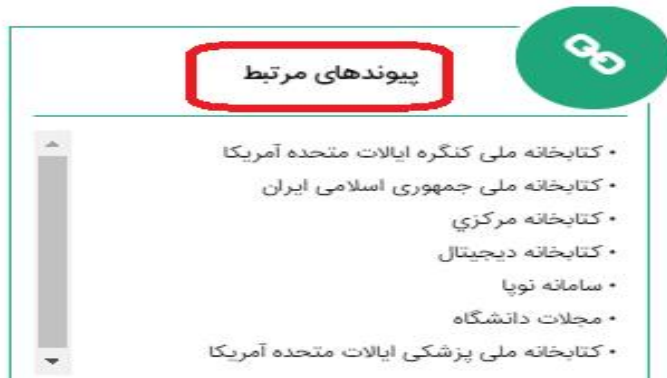 پیوندهای مرتبط
• کتابخانه ملی کنگره ایالات متحده آمریکا
• کتابخانه ملی جمهوری اسلامی ایران
• کتابخانه مرکزي
• کتابخانه دیجیتال
• سامانه نوپا
• مجلات دانشگاه
• کتابخانه ملی پزشکی ایالات متحده آمریکا